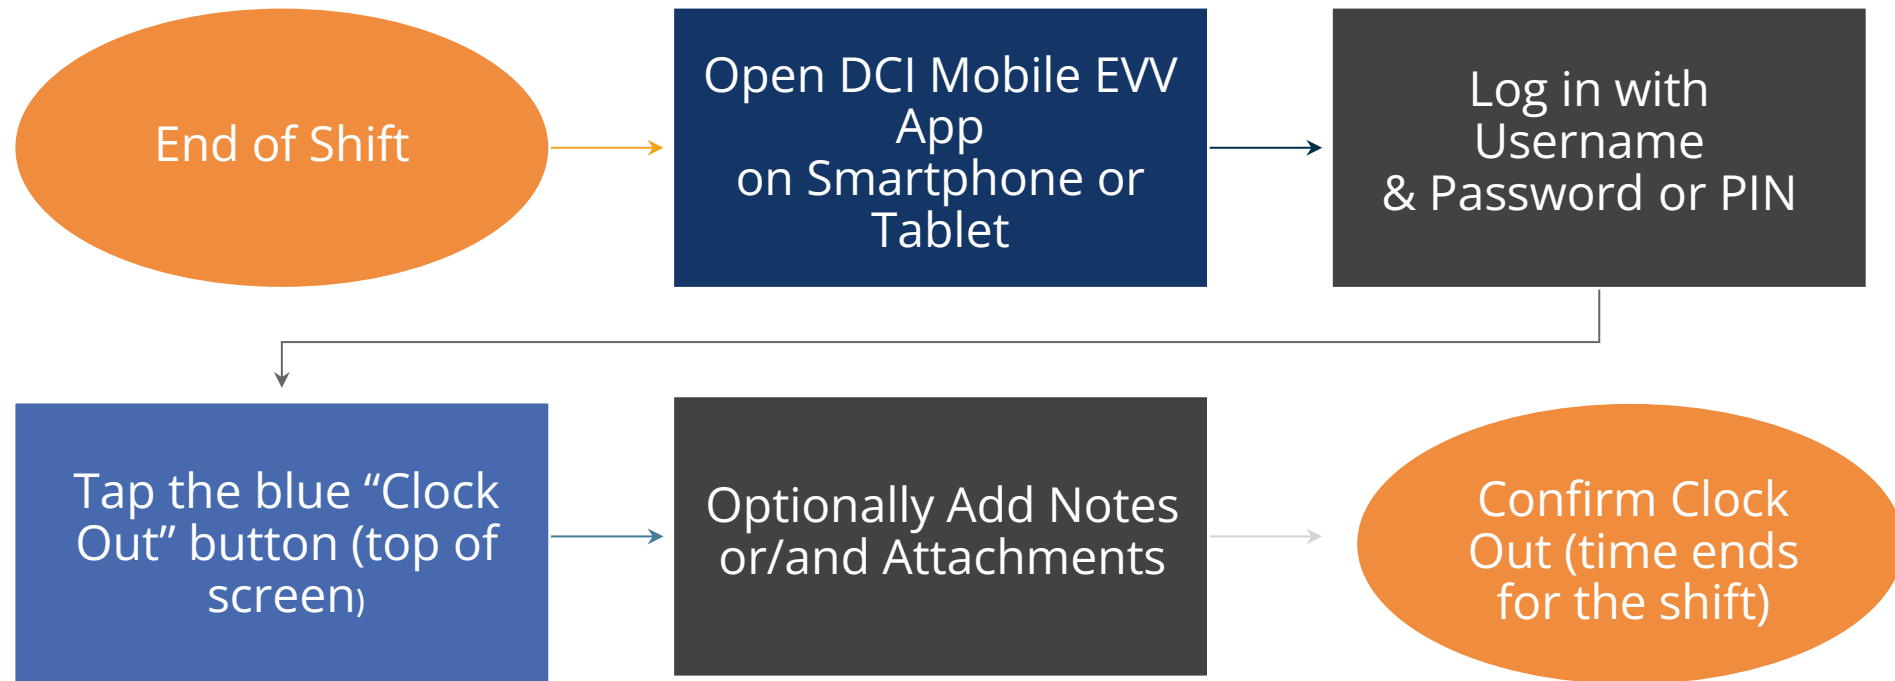 End of Shift
Open DCI Mobile EVV
App
on Smartphone or
Tablet
Log in with
Username
& Password or PIN
Tap the blue “Clock
Out” button (top of
screen)
Optionally Add Notes
or/and Attachments
Confirm Clock
Out (time ends
for the shift)